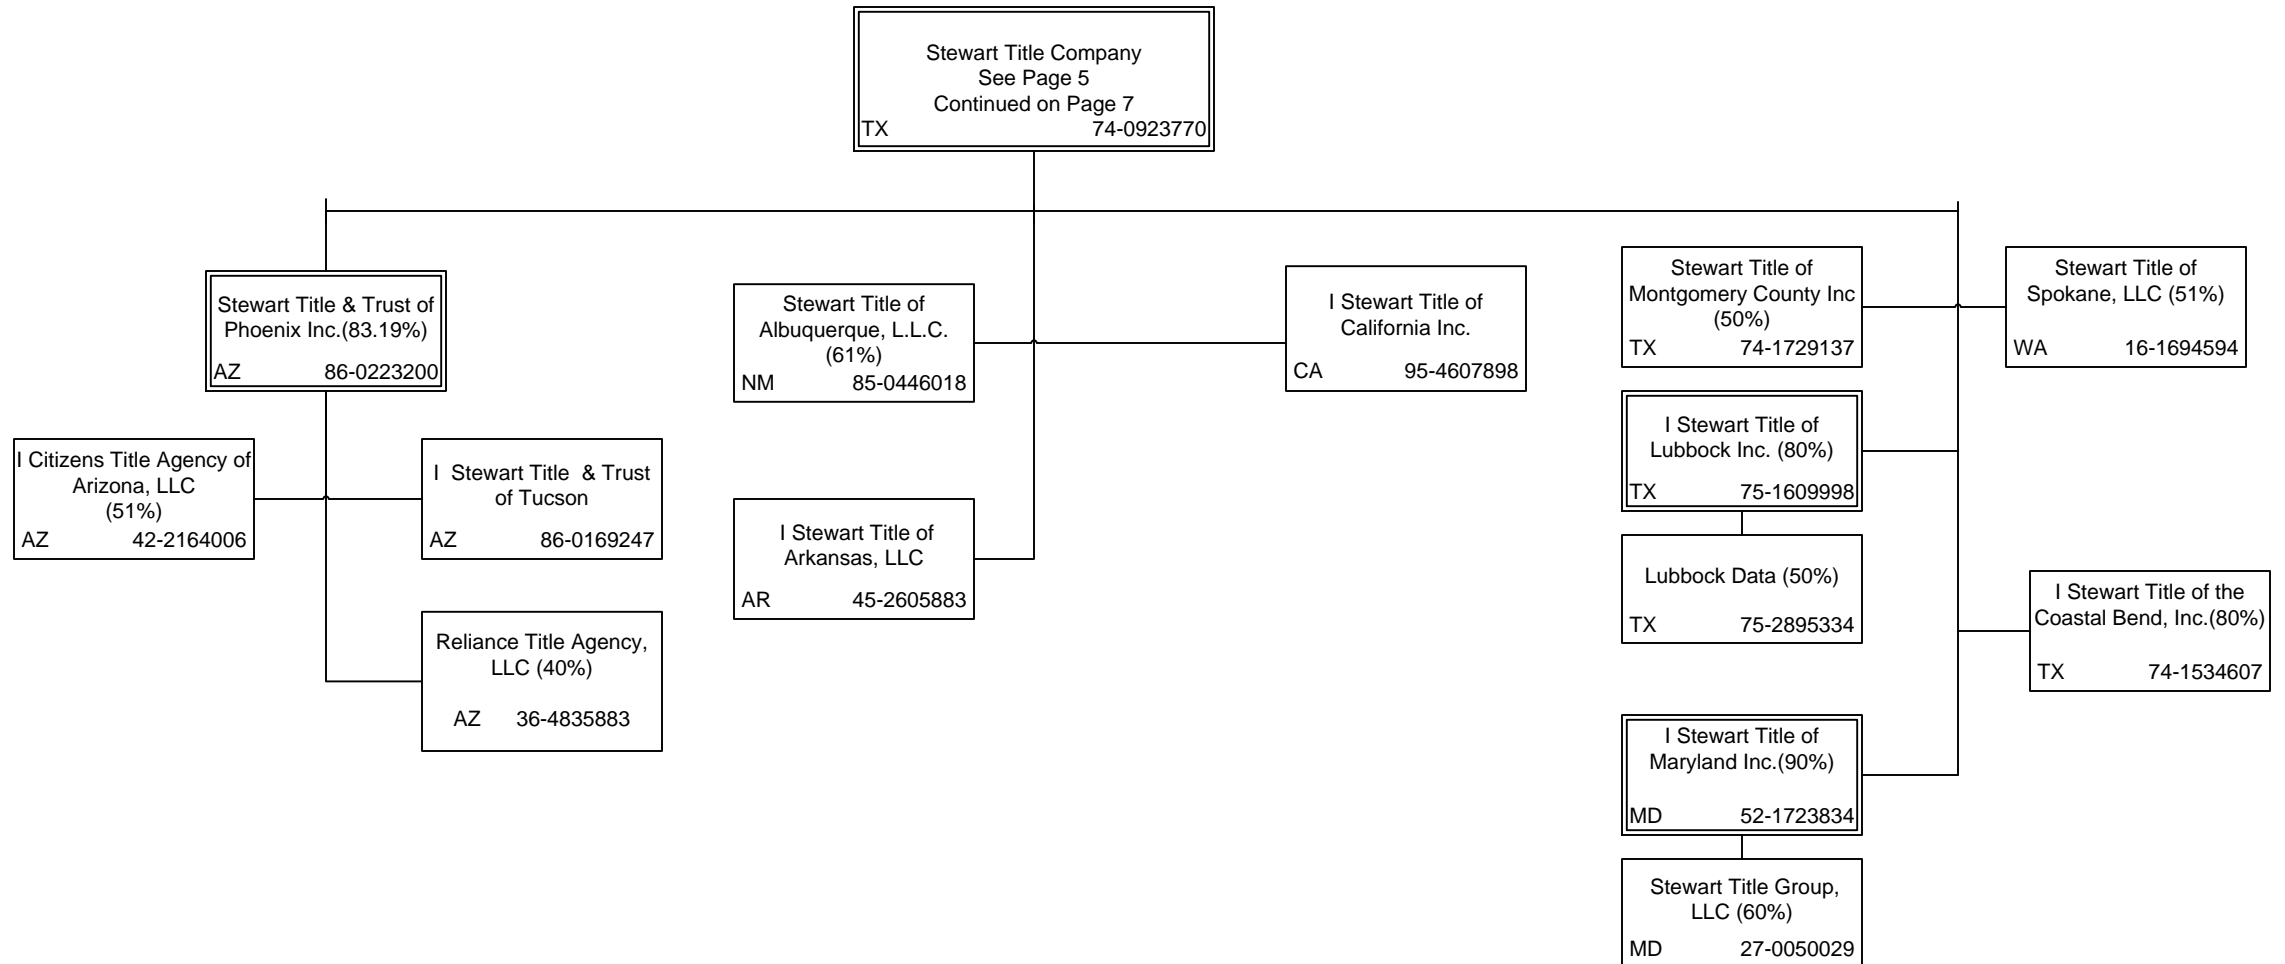 Stewart Title Company
See Page 5
Continued on Page 7
TX 74-0923770
Stewart Title & Trust of
Phoenix Inc.(83.19%)
AZ 86-0223200
I Citizens Title Agency of
Arizona, LLC
(51%)
AZ 42-2164006
I Stewart Title & Trust
of Tucson
AZ 86-0169247
Reliance Title Agency,
LLC (40%)
AZ 36-4835883
Stewart Title of
Albuquerque, L.L.C.
(61%)
NM 85-0446018
I Stewart Title of
California Inc.
CA 95-4607898
I Stewart Title of
Arkansas, LLC
AR 45-2605883
Stewart Title of
Montgomery County Inc
(50%)
TX 74-1729137
Stewart Title of
Spokane, LLC (51%)
WA 16-1694594
I Stewart Title of
Lubbock Inc. (80%)
TX 75-1609998
Lubbock Data (50%)
TX 75-2895334
I Stewart Title of the
Coastal Bend, Inc.(80%)
TX 74-1534607
I Stewart Title of
Maryland Inc.(90%)
MD 52-1723834
Stewart Title Group,
LLC (60%)
MD 27-0050029